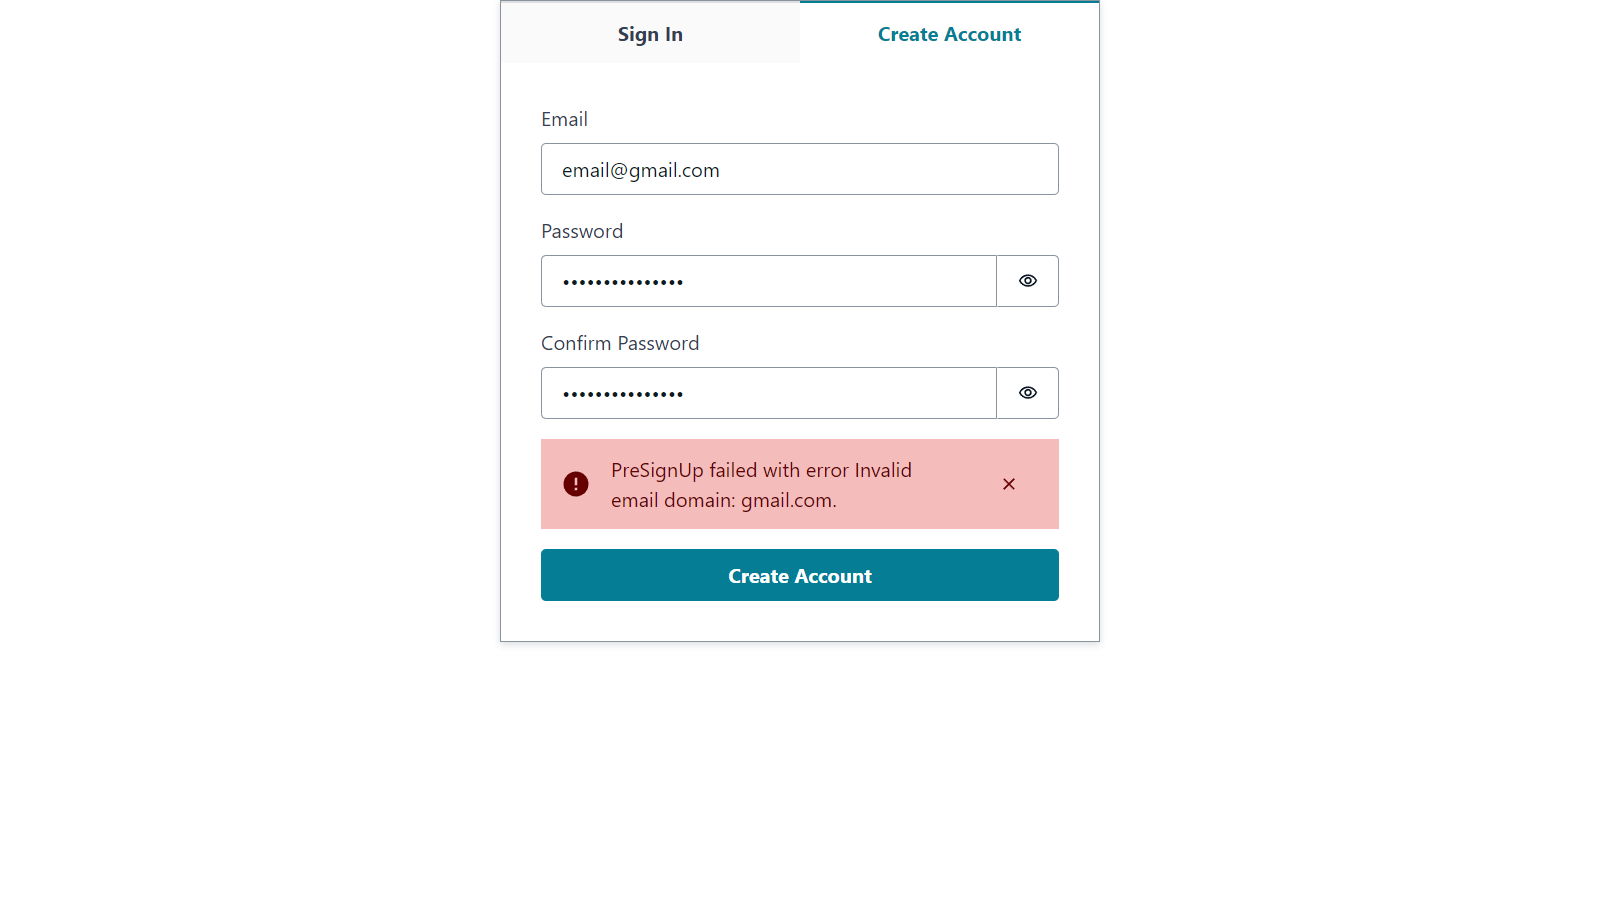 Sign In
Create Account
Email
email@gmail.com
Password
•••••••••••••••
Confirm Password
•••••••••••••••
PreSignUp failed with error Invalid
email domain: gmail.com.
Create Account